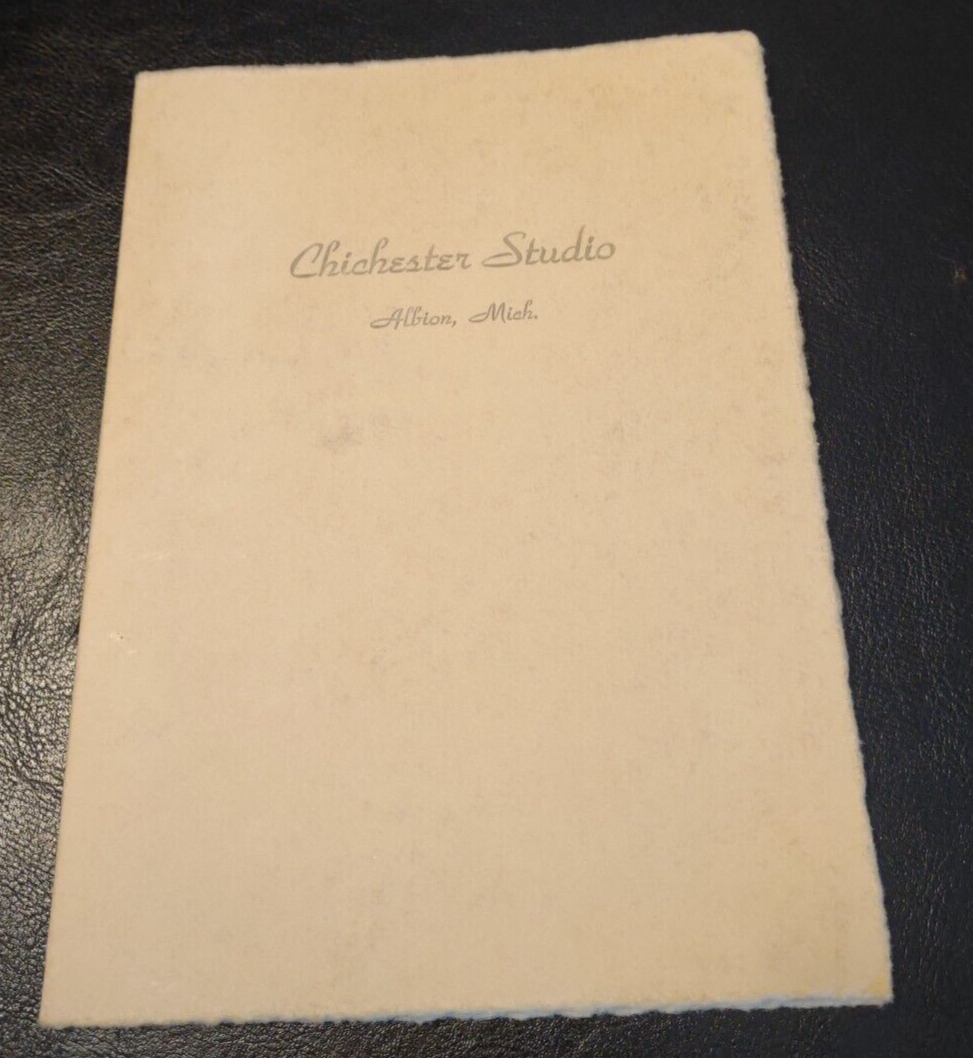 Chichester Studio
Albion, Mich.